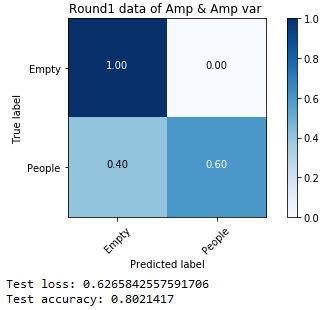 Round1 data of Amp & Amp var
1.0
Empty
1.00
0.00
0.8
0.6
True label
0.4
People
0.40
0.60
0.2
0.0
Empty
People
Predicted label
Test loss: 0.6265842557591706
Test accuracy: 0.8021417